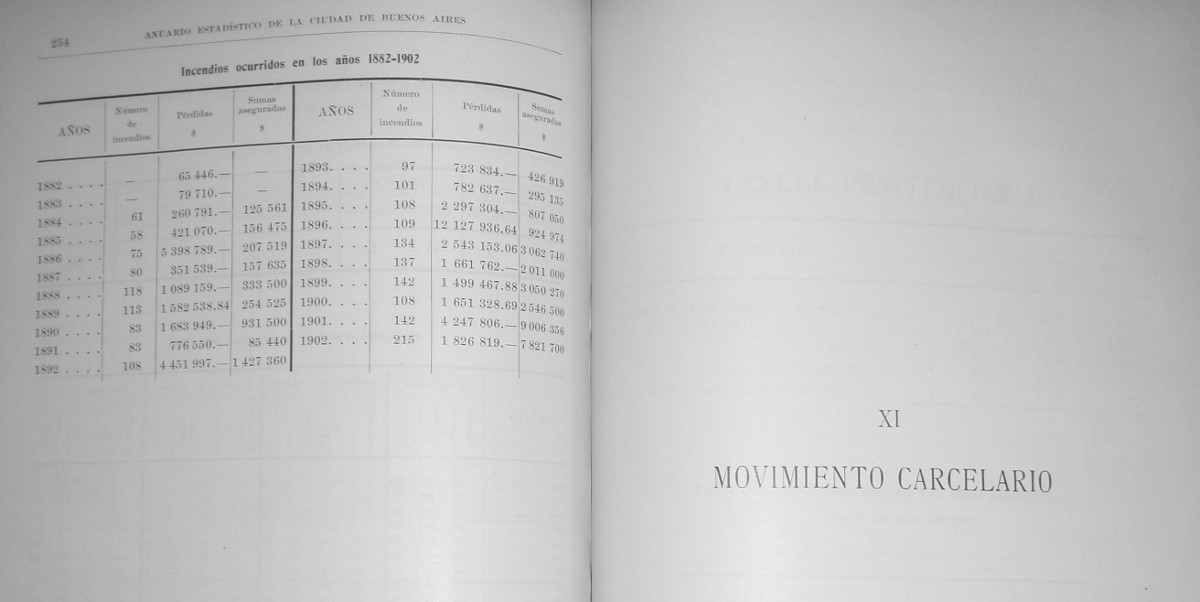 254
ANUARIO ESTADÍSTICO DE LA CIUDAD DE BUENOS AIRES
Incendios ocurridos en los años 1882-1902
AÑOS Número de incendios Pérdidas $ Sumas aseguradas $ AÑOS Número de incendios Pérdidas $ Sumas aseguradas $
1882 . . . . — 65 446.— — 1893. . . . 97 723 834.— 426 919
1883 . . . . — 79 710.— — 1894. . . . 101 782 637.— 295 135
1884 . . . . 61 260 791.— 125 561 1895. . . . 108 2 297 304.— 807 050
1885 . . . . 58 421 070.— 156 475 1896. . . . 109 12 127 936.64 924 974
1886 . . . . 75 5 398 789.— 207 519 1897. . . . 134 2 543 153.06 3 062 740
1887 . . . . 80 351 539.— 157 635 1898. . . . 137 1 661 762.— 2 011 000
1888 . . . . 118 1 089 159.— 333 500 1899. . . . 142 1 499 467.88 3 050 270
1889 . . . . 113 1 582 538.84 254 525 1900. . . . 108 1 651 328.69 2 546 500
1890 . . . . 83 1 683 949.— 931 500 1901. . . . 142 4 247 806.— 9 006 356
1891 . . . . 83 776 550.— 85 440 1902. . . . 215 1 826 819.— 7 821 700
1892 . . . . 108 4 451 997.— 1 427 360
XI
MOVIMIENTO CARCELARIO